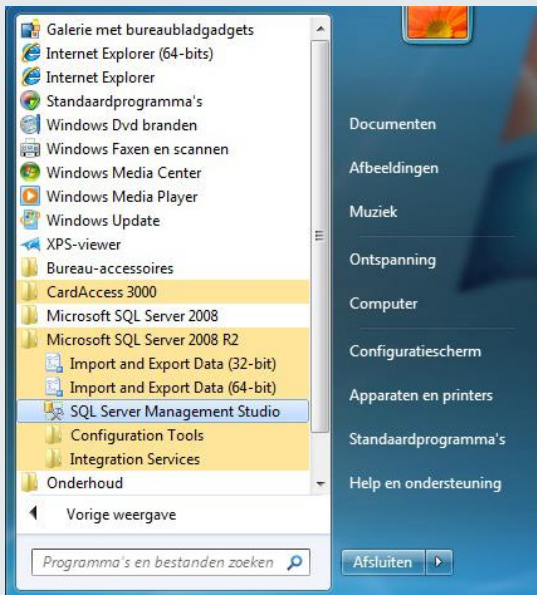 Galerie met bureaubladgadgets
Internet Explorer (64-bits)
Internet Explorer
Standaardprogramma's
Windows Dvd branden
Windows Faxen en scannen
Windows Media Center
Windows Media Player
Windows Update
XPS-viewer
Bureau-accessoires
CardAccess 3000
Microsoft SQL Server 2008
Microsoft SQL Server 2008 R2
Import and Export Data (32-bit)
Import and Export Data (64-bit)
SQL Server Management Studio
Configuration Tools
Integration Services
Onderhoud
Vorige weergave
Programma's en bestanden zoeken
Documenten
Afbeeldingen
Muziek
Ontspanning
Computer
Configuratiescherm
Apparaten en printers
Standaardprogramma's
Help en ondersteuning
Afsluiten